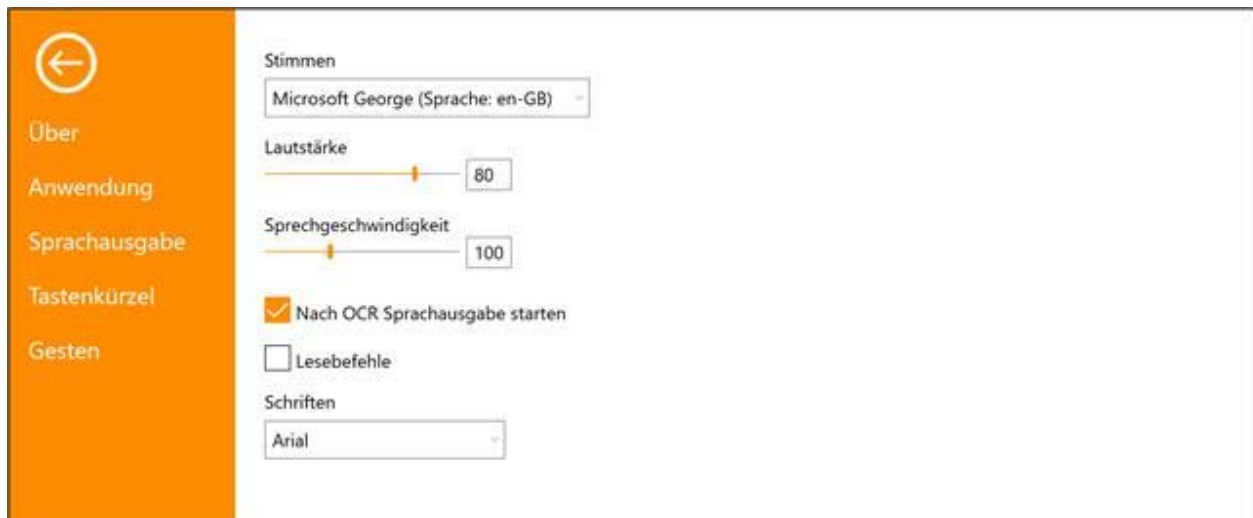 Über
Anwendung
Sprachausgabe
Tastenkürzel
Gesten
Stimmen
Microsoft George (Sprache: en-GB)
Lautstärke
80
Sprechgeschwindigkeit
100
Nach OCR Sprachausgabe starten
Lesebefehle
Schriften
Arial